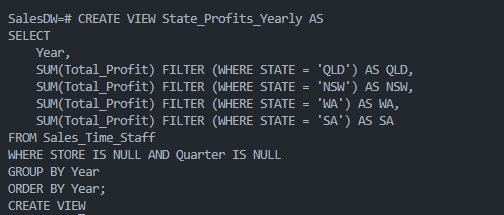 SalesDW=# CREATE VIEW State_Profits_Yearly AS
SELECT
    Year,
    SUM(Total_Profit) FILTER (WHERE STATE = 'QLD') AS QLD,
    SUM(Total_Profit) FILTER (WHERE STATE = 'NSW') AS NSW,
    SUM(Total_Profit) FILTER (WHERE STATE = 'WA') AS WA,
    SUM(Total_Profit) FILTER (WHERE STATE = 'SA') AS SA
FROM Sales_Time_Staff
WHERE STORE IS NULL AND Quarter IS NULL
GROUP BY Year
ORDER BY Year;
CREATE VIEW